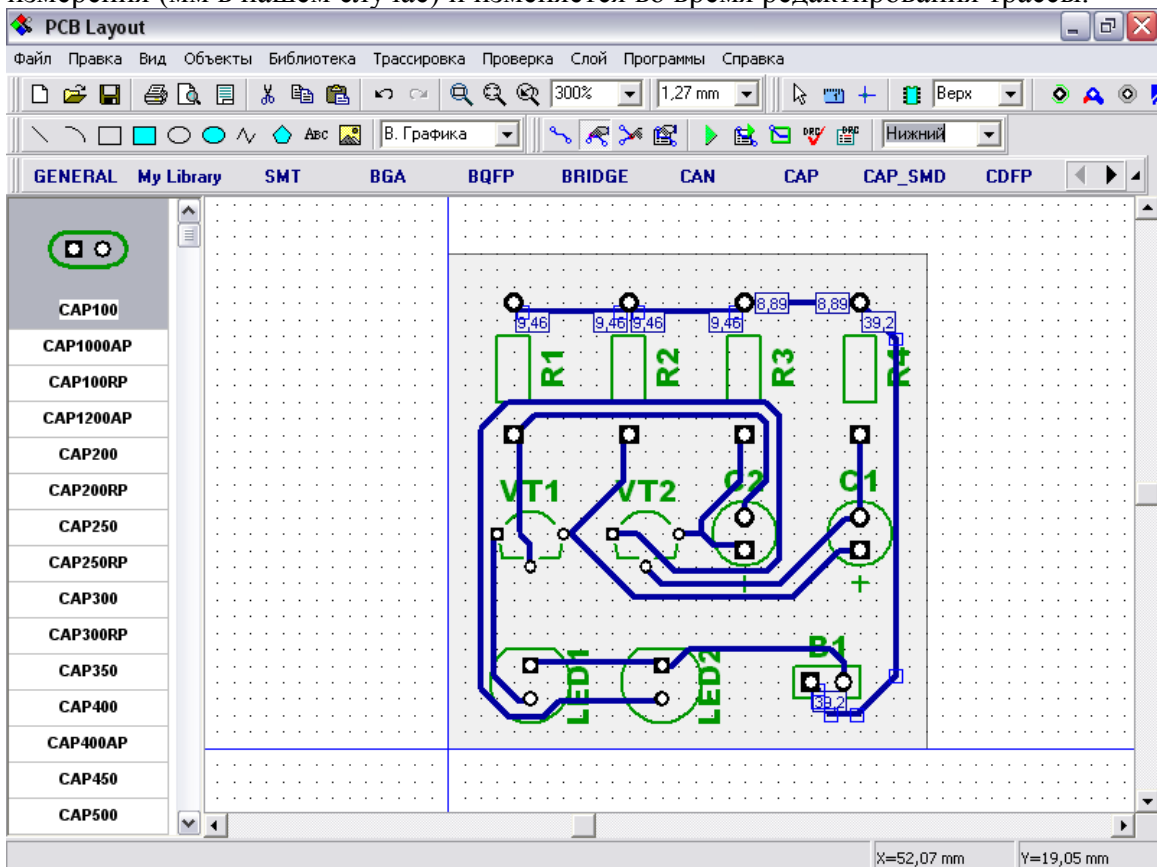 измерения (мм в нашем случае) и изменяется во время редактирования трассы.
PCB Layout
Файл Правка Вид Объекты Библиотека Трассировка Проверка Слой Программы Справка
300% 1,27 mm Верх
ABC В. Графика DRC DRC Нижний
GENERAL My Library SMT BGA BQFP BRIDGE CAN CAP CAP_SMD CDFP
CAP100
CAP1000AP
CAP100RP
CAP1200AP
CAP200
CAP200RP
CAP250
CAP250RP
CAP300
CAP300RP
CAP350
CAP400
CAP400AP
CAP450
CAP500
8,89 8,89
9,46 9,46 9,46 9,46 39,2
R1 R2 R3 R4
VT1 VT2 C2 C1
+ +
B1
LED1 LED2
39,2
X=52,07 mm Y=19,05 mm